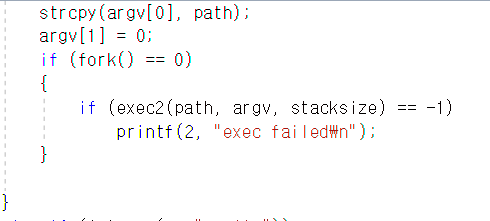 strcpy(argv[0], path);
argv[1] = 0;
if (fork() == 0)
{
if (exec2(path, argv, stacksize) == -1)
printf(2, "exec failed₩n");
}
}